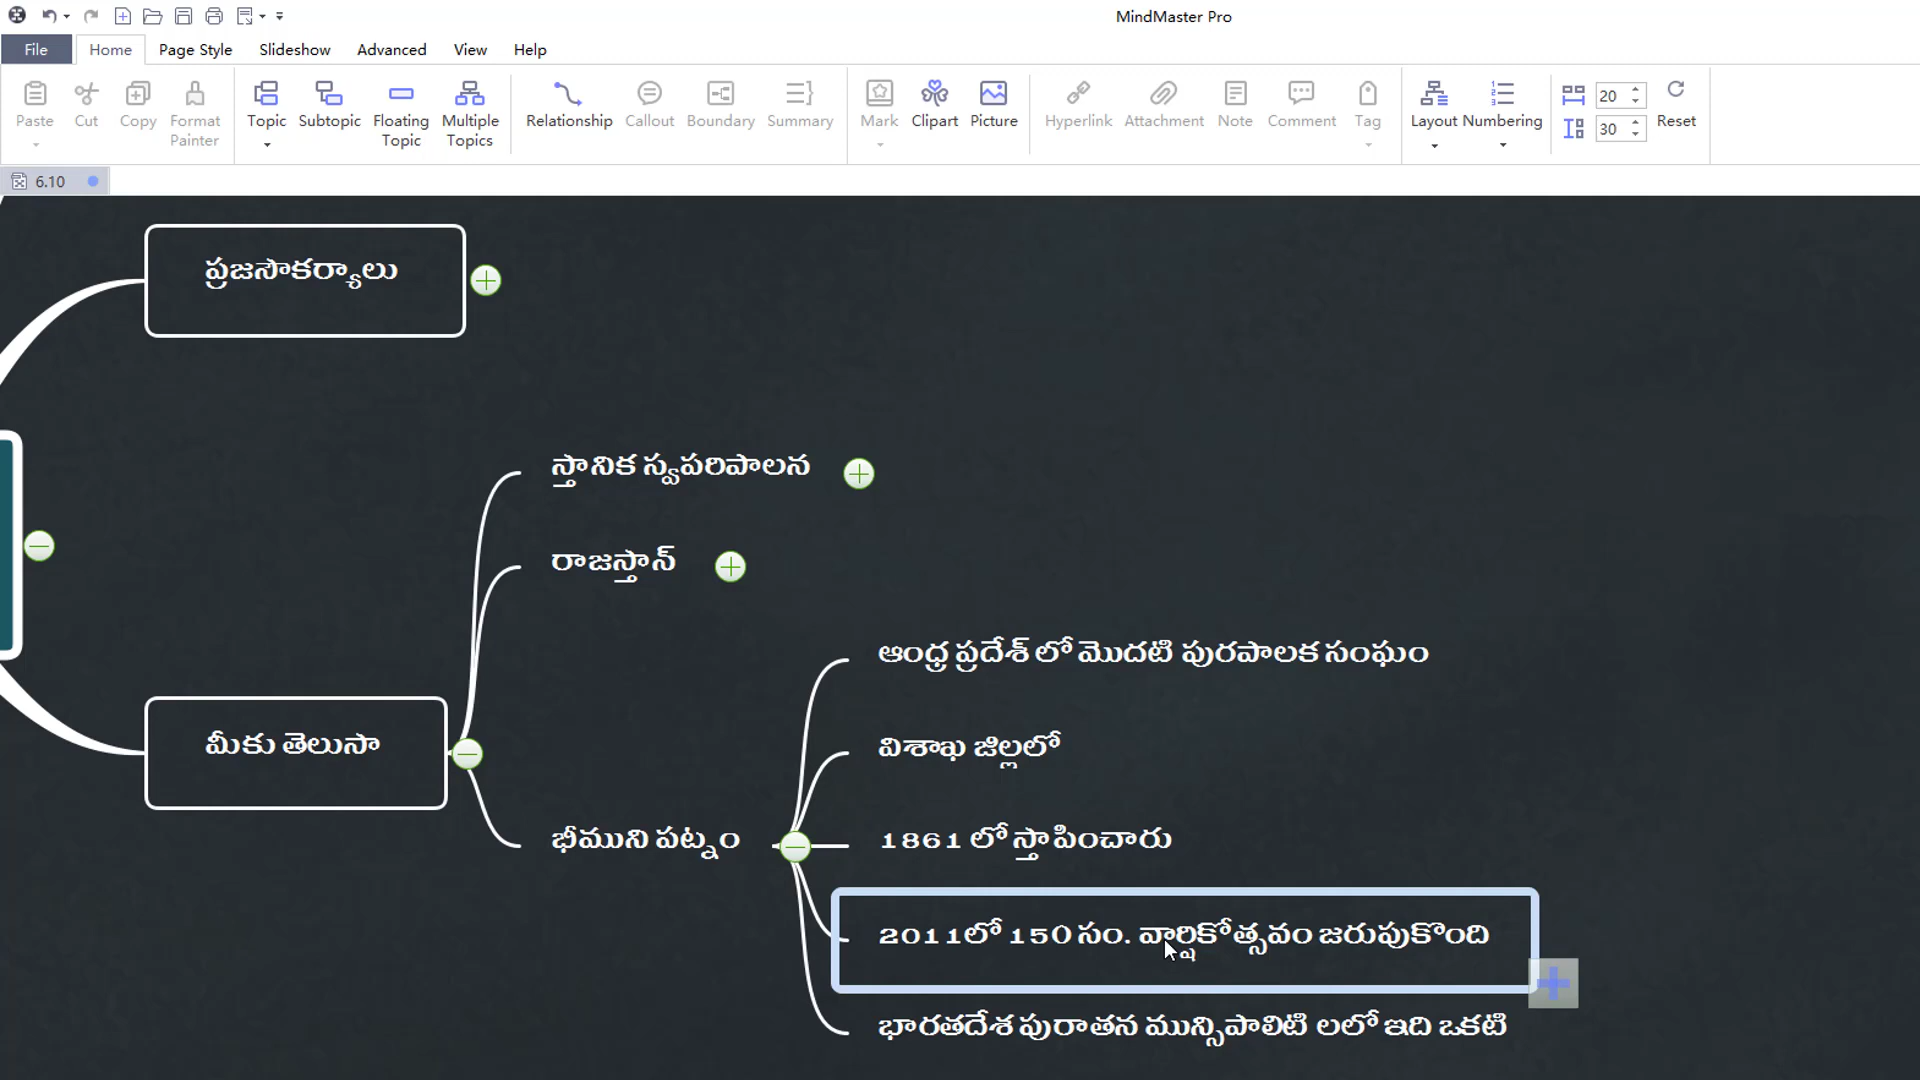 MindMaster Pro
File Home Page Style Slideshow Advanced View Help
Paste Cut Copy Format Painter Topic Subtopic Floating Topic Multiple Topics Relationship Callout Boundary Summary Mark Clipart Picture Hyperlink Attachment Note Comment Tag Layout Numbering 20 30 Reset
6.10
ప్రజసౌకర్యాలు
స్తానిక స్వపరిపాలన
రాజస్తాన్
ఆంధ్ర ప్రదేశ్ లో మొదటి పురపాలక సంఘం
మీకు తెలుసా
విశాఖ జిల్లలో
భీముని పట్నం
1861 లో స్తాపించారు
2011లో 150 సం. వార్షికోత్సవం జరుపుకొంది
భారతదేశ పురాతన మున్సిపాలిటి లలో ఇది ఒకటి